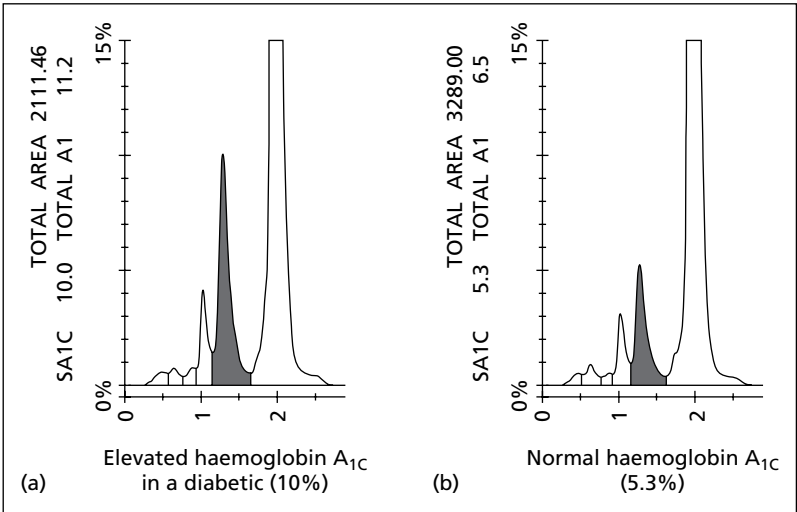 TOTAL AREA 2111.46
SA1C 10.0 TOTAL A1 11.2
15%
0%
0 1 2
Elevated haemoglobin A1C
in a diabetic (10%)
(a)
TOTAL AREA 3289.00
SA1C 5.3 TOTAL A1 6.5
15%
0%
0 1 2
Normal haemoglobin A1C
(5.3%)
(b)